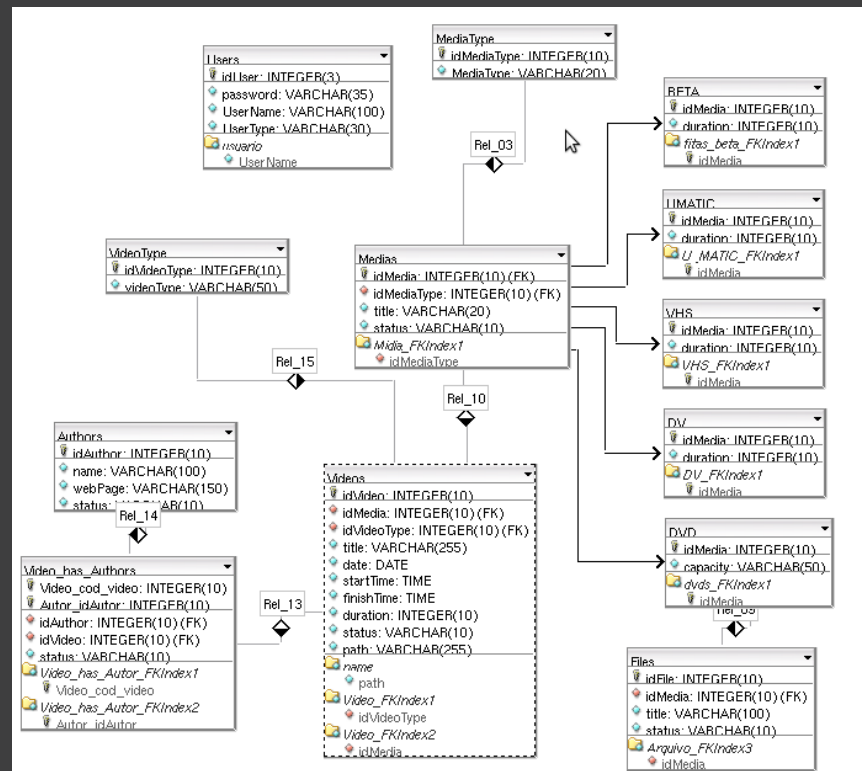 Users
idUser: INTEGER(3)
password: VARCHAR(35)
UserName: VARCHAR(100)
UserType: VARCHAR(30)
usuario
UserName
MediaType
idMediaType: INTEGER(10)
MediaType: VARCHAR(20)
Rel_03
BETA
idMedia: INTEGER(10)
duration: INTEGER(10)
fitas_beta_FKIndex1
idMedia
UMATIC
idMedia: INTEGER(10)
duration: INTEGER(10)
U_MATIC_FKIndex1
idMedia
VideoType
idVideoType: INTEGER(10)
videoType: VARCHAR(50)
Medias
idMedia: INTEGER(10) (FK)
idMediaType: INTEGER(10) (FK)
title: VARCHAR(20)
status: VARCHAR(10)
Midia_FKIndex1
idMediaType
VHS
idMedia: INTEGER(10)
duration: INTEGER(10)
VHS_FKIndex1
idMedia
Rel_15
Rel_10
DV
idMedia: INTEGER(10)
duration: INTEGER(10)
DV_FKIndex1
idMedia
Authors
idAuthor: INTEGER(10)
name: VARCHAR(100)
webPage: VARCHAR(150)
status: VARCHAR(10)
Rel_14
Videos
idVideo: INTEGER(10)
idMedia: INTEGER(10) (FK)
idVideoType: INTEGER(10) (FK)
title: VARCHAR(255)
date: DATE
startTime: TIME
finishTime: TIME
duration: INTEGER(10)
status: VARCHAR(10)
path: VARCHAR(255)
name
path
Video_FKIndex1
idVideoType
Video_FKIndex2
idMedia
DVD
idMedia: INTEGER(10)
capacity: VARCHAR(50)
dvds_FKIndex1
idMedia
Rel_09
Video_has_Authors
Video_cod_video: INTEGER(10)
Autor_idAutor: INTEGER(10)
idAuthor: INTEGER(10) (FK)
idVideo: INTEGER(10) (FK)
status: VARCHAR(10)
Video_has_Autor_FKIndex1
Video_cod_video
Video_has_Autor_FKIndex2
Autor_idAutor
Rel_13
Files
idFile: INTEGER(10)
idMedia: INTEGER(10) (FK)
title: VARCHAR(100)
status: VARCHAR(10)
Arquivo_FKIndex3
idMedia